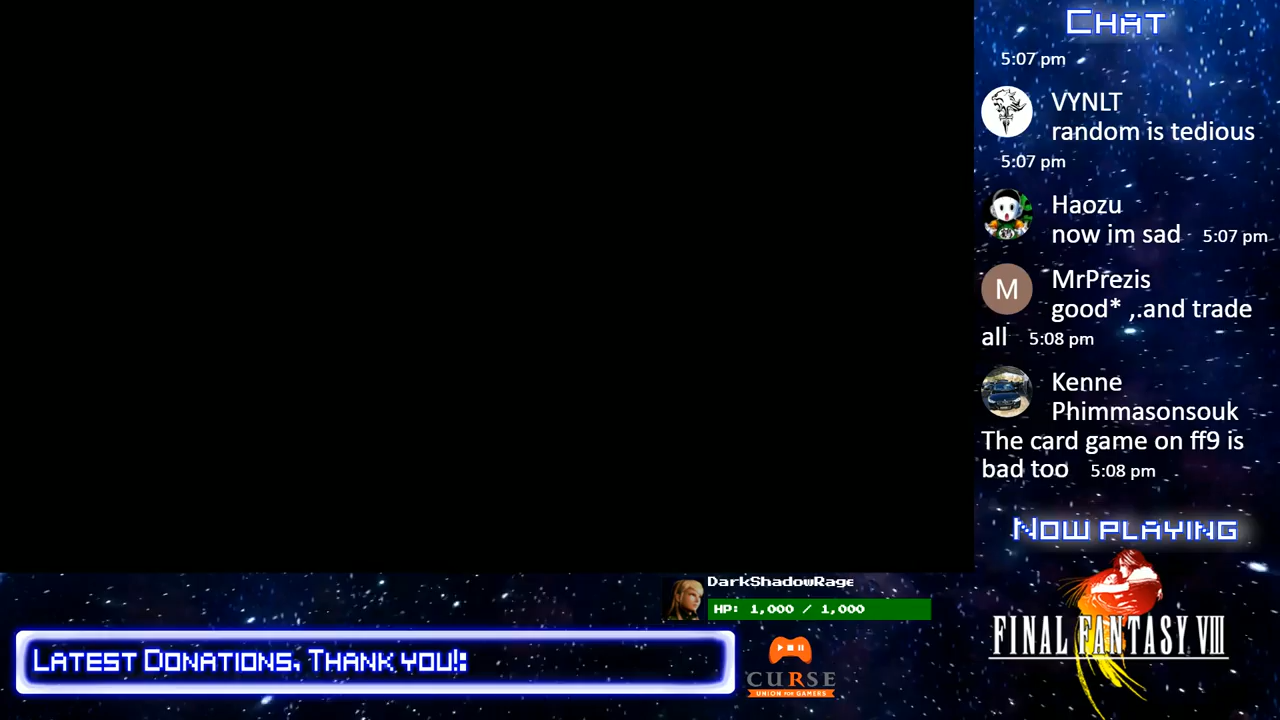 CHAT
5:07 pm
VYNLT
random is tedious
5:07 pm
Haozu
now im sad 5:07 pm
M
MrPrezis
good* ,.and trade
all 5:08 pm
Kenne
Phimmasonsouk
The card game on ff9 is
bad too 5:08 pm
NOW PLAYING
FINAL FANTASY VIII
DarkShadowRage
HP: 1,000 / 1,000
LATEST DONATIONS, THANK YOU!:
CURSE
UNION FOR GAMERS